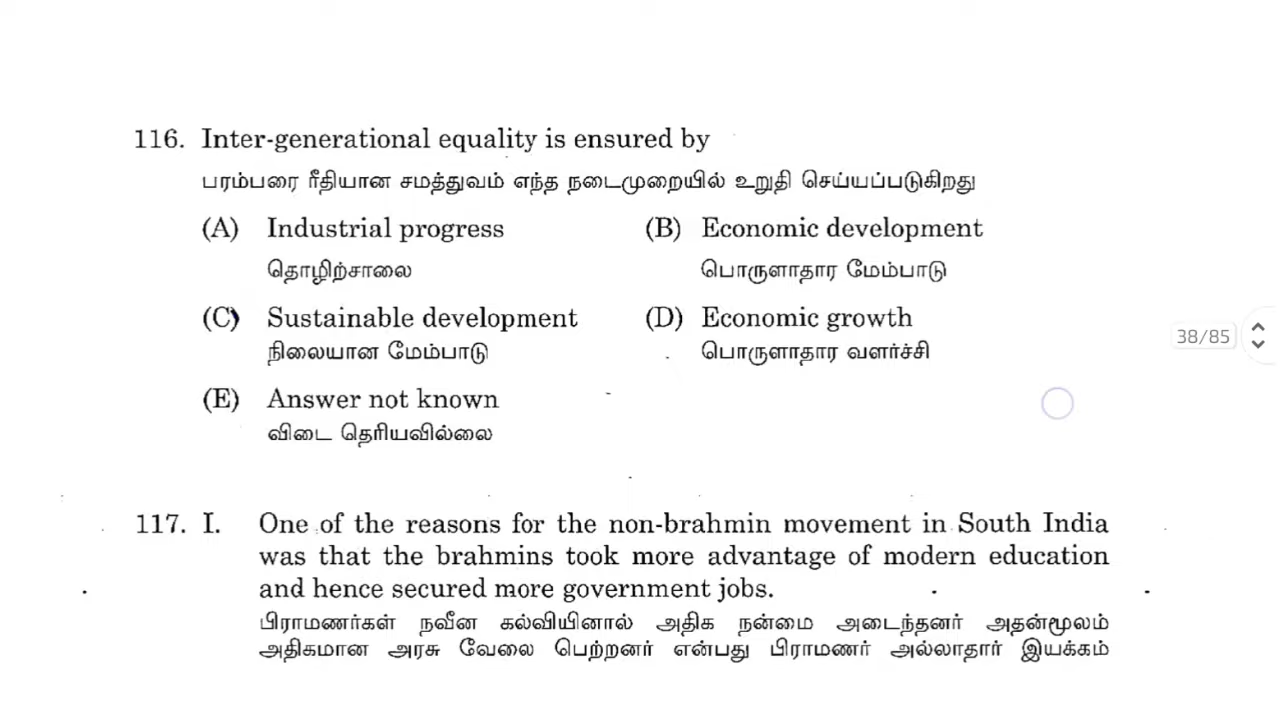 116. Inter-generational equality is ensured by
பரம்பரை ரீதியான சமத்துவம் எந்த நடைமுறையில் உறுதி செய்யப்படுகிறது
(A) Industrial progress (B) Economic development
தொழிற்சாலை பொருளாதார மேம்பாடு
(C) Sustainable development (D) Economic growth
நிலையான மேம்பாடு பொருளாதார வளர்ச்சி
38/85
(E) Answer not known
விடை தெரியவில்லை
117. I. One of the reasons for the non-brahmin movement in South India
was that the brahmins took more advantage of modern education
and hence secured more government jobs.
பிராமணர்கள் நவீன கல்வியினால் அதிக நன்மை அடைந்தனர் அதன்மூலம்
அதிகமான அரசு வேலை பெற்றனர் என்பது பிராமணர் அல்லாதார் இயக்கம்